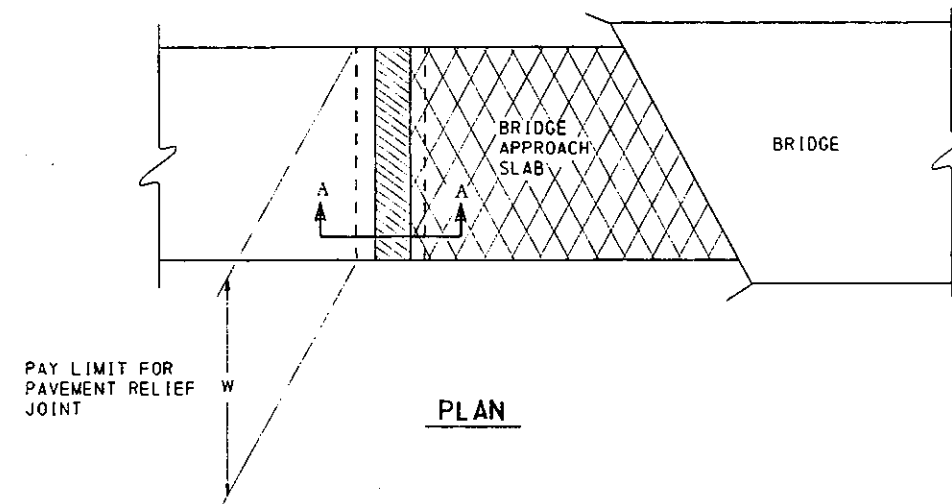 BRIDGE
APPROACH
SLAB
BRIDGE
A
A
PAY LIMIT FOR
PAVEMENT RELIEF
JOINT
W
PLAN